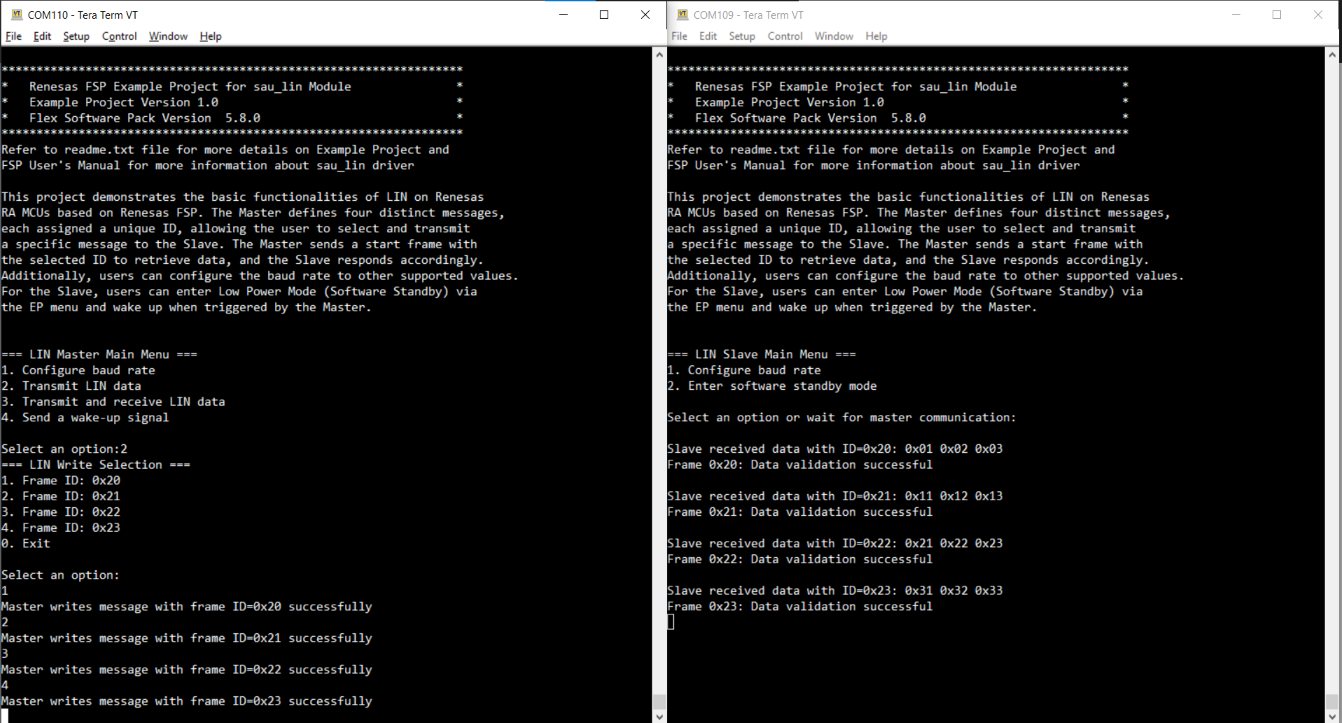 COM110 - Tera Term VT
File Edit Setup Control Window Help
******************************************************************
*   Renesas FSP Example Project for sau_lin Module               *
*   Example Project Version 1.0                                  *
*   Flex Software Pack Version  5.8.0                            *
******************************************************************
Refer to readme.txt file for more details on Example Project and
FSP User's Manual for more information about sau_lin driver
This project demonstrates the basic functionalities of LIN on Renesas
RA MCUs based on Renesas FSP. The Master defines four distinct messages,
each assigned a unique ID, allowing the user to select and transmit
a specific message to the Slave. The Master sends a start frame with
the selected ID to retrieve data, and the Slave responds accordingly.
Additionally, users can configure the baud rate to other supported values.
For the Slave, users can enter Low Power Mode (Software Standby) via
the EP menu and wake up when triggered by the Master.
=== LIN Master Main Menu ===
1. Configure baud rate
2. Transmit LIN data
3. Transmit and receive LIN data
4. Send a wake-up signal
Select an option:2
=== LIN Write Selection ===
1. Frame ID: 0x20
2. Frame ID: 0x21
3. Frame ID: 0x22
4. Frame ID: 0x23
0. Exit
Select an option:
1
Master writes message with frame ID=0x20 successfully
2
Master writes message with frame ID=0x21 successfully
3
Master writes message with frame ID=0x22 successfully
4
Master writes message with frame ID=0x23 successfully
COM109 - Tera Term VT
File Edit Setup Control Window Help
******************************************************************
*   Renesas FSP Example Project for sau_lin Module               *
*   Example Project Version 1.0                                  *
*   Flex Software Pack Version  5.8.0                            *
******************************************************************
Refer to readme.txt file for more details on Example Project and
FSP User's Manual for more information about sau_lin driver
This project demonstrates the basic functionalities of LIN on Renesas
RA MCUs based on Renesas FSP. The Master defines four distinct messages,
each assigned a unique ID, allowing the user to select and transmit
a specific message to the Slave. The Master sends a start frame with
the selected ID to retrieve data, and the Slave responds accordingly.
Additionally, users can configure the baud rate to other supported values.
For the Slave, users can enter Low Power Mode (Software Standby) via
the EP menu and wake up when triggered by the Master.
=== LIN Slave Main Menu ===
1. Configure baud rate
2. Enter software standby mode
Select an option or wait for master communication:
Slave received data with ID=0x20: 0x01 0x02 0x03
Frame 0x20: Data validation successful
Slave received data with ID=0x21: 0x11 0x12 0x13
Frame 0x21: Data validation successful
Slave received data with ID=0x22: 0x21 0x22 0x23
Frame 0x22: Data validation successful
Slave received data with ID=0x23: 0x31 0x32 0x33
Frame 0x23: Data validation successful